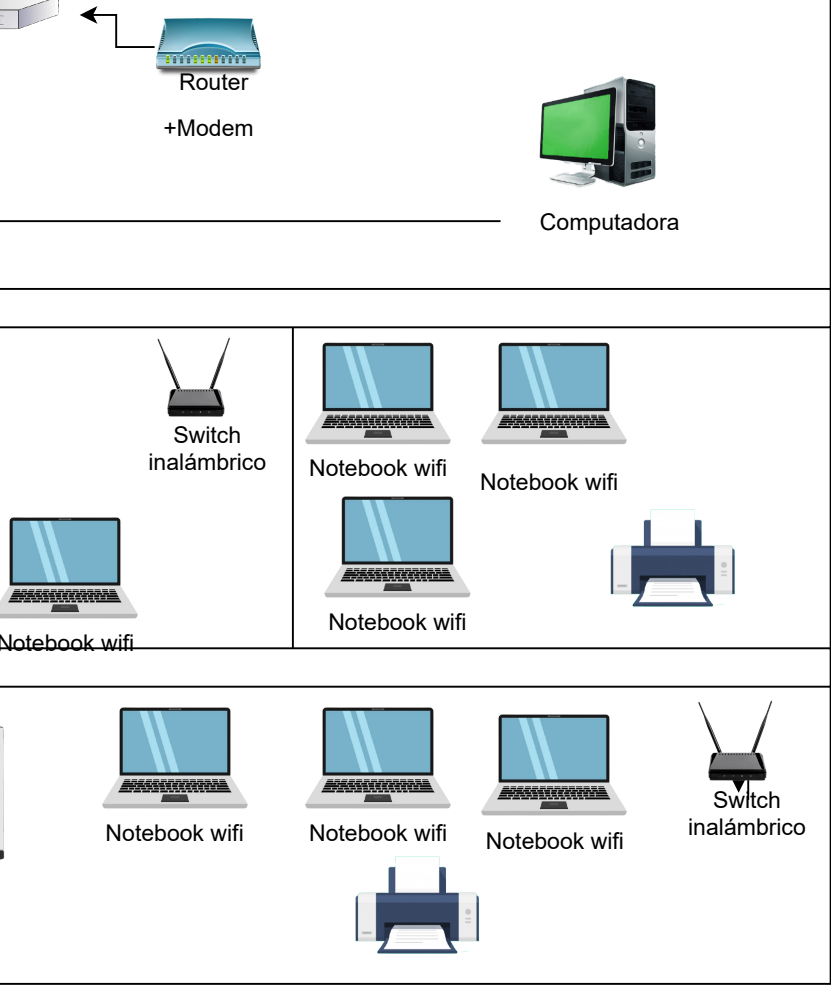 Router
+Modem
Computadora
Switch
inalámbrico
Notebook wifi
Notebook wifi
Notebook wifi
Notebook wifi
Notebook wifi
Notebook wifi
Notebook wifi
Switch
inalámbrico